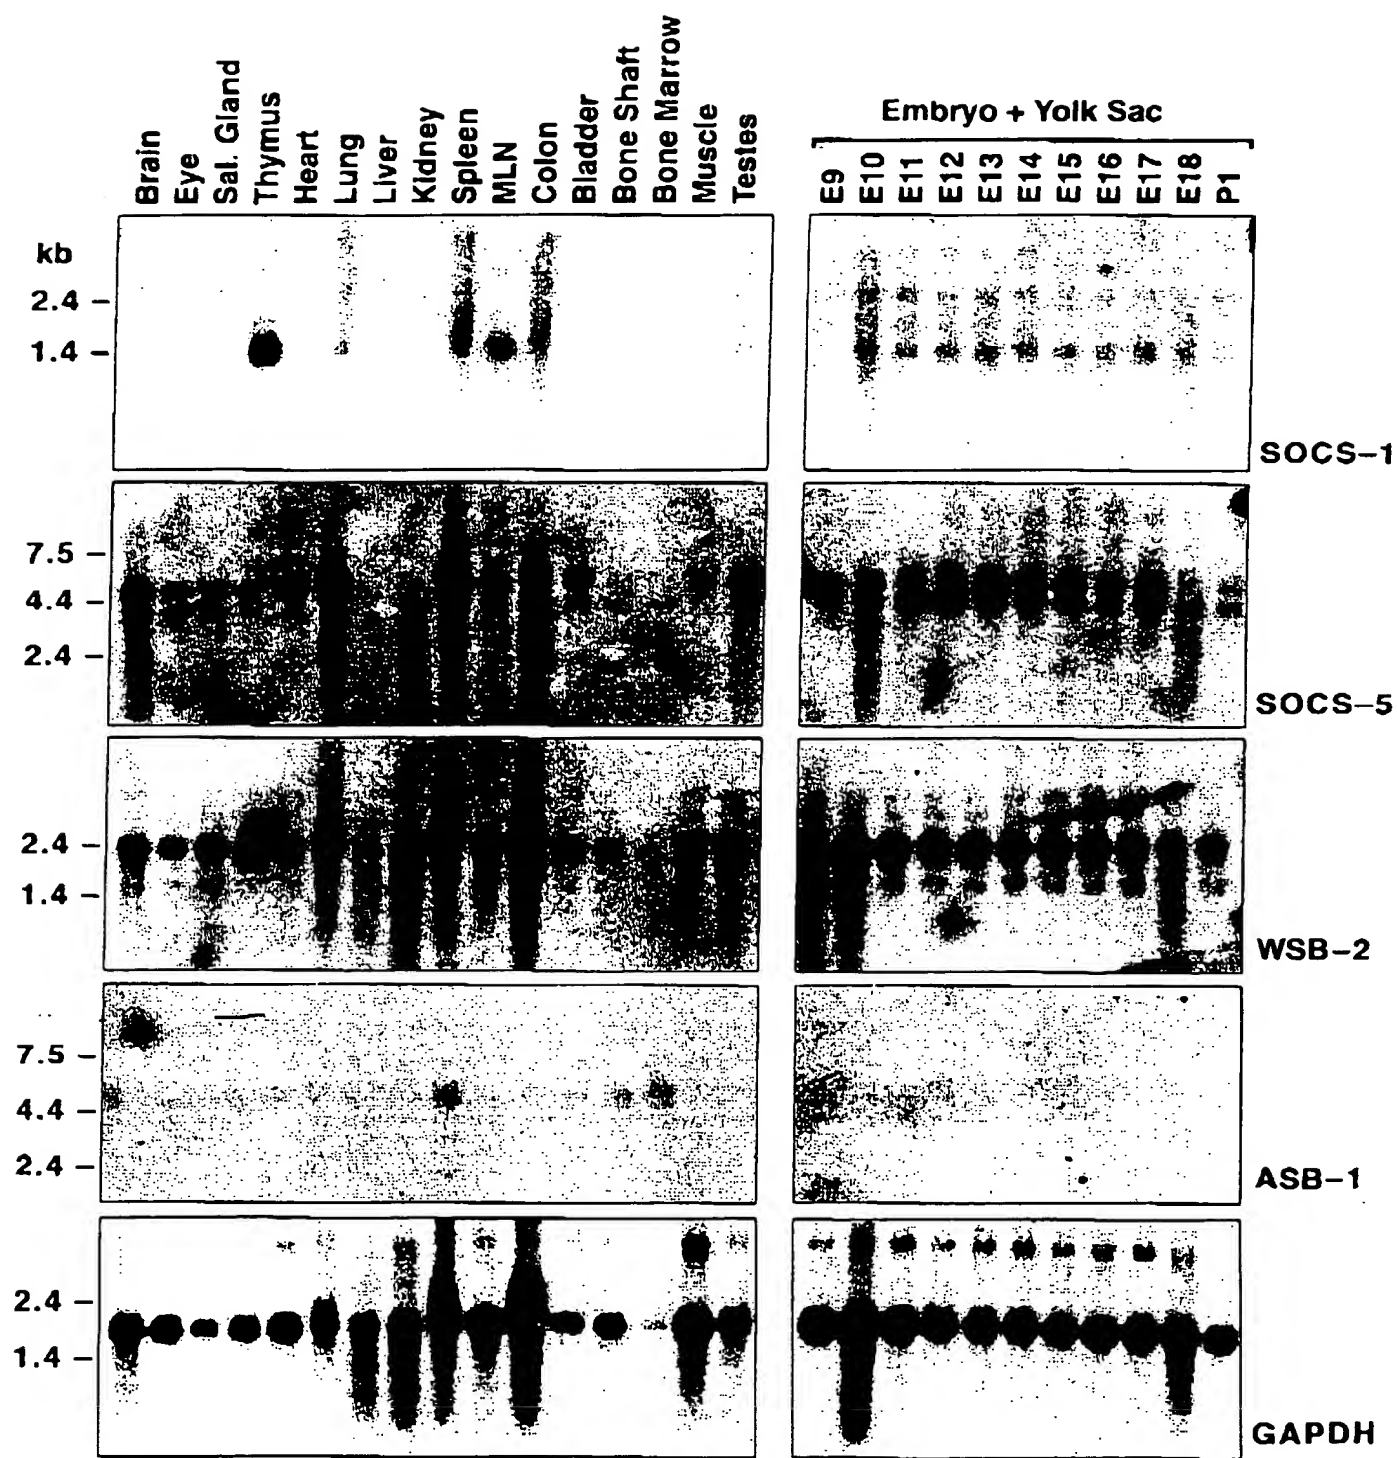 Brain
Eye
Sal. Gland
Thymus
Heart
Lung
Liver
Kidney
Spleen
MLN
Colon
Bladder
Bone Shaft
Bone Marrow
Muscle
Testes
Embryo + Yolk Sac
E9
E10
E11
E12
E13
E14
E15
E16
E17
E18
P1
kb
2.4 –
1.4 –
SOCS–1
7.5 –
4.4 –
2.4 –
SOCS–5
2.4 –
1.4 –
WSB–2
7.5 –
4.4 –
2.4 –
ASB–1
2.4 –
1.4 –
GAPDH